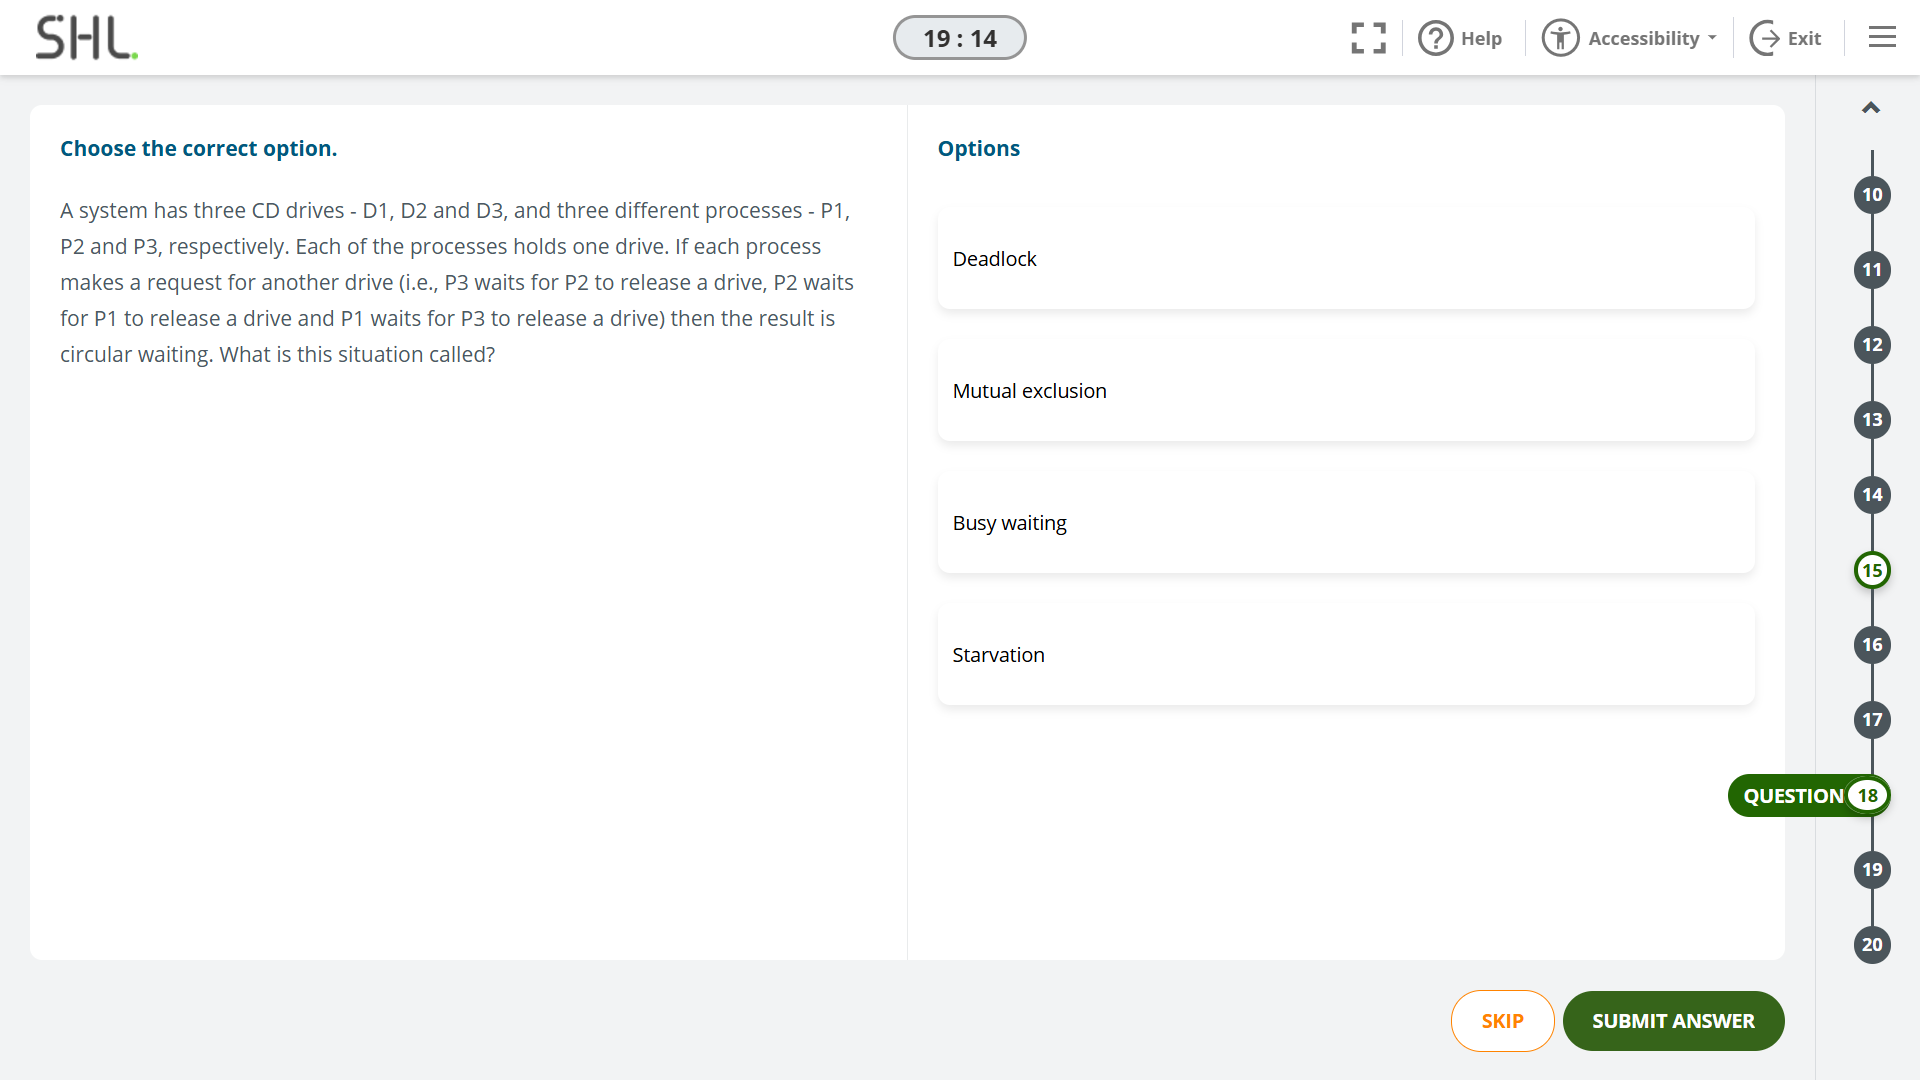 SHL.
19 : 14
Help
Accessibility
Exit
Choose the correct option.
A system has three CD drives - D1, D2 and D3, and three different processes - P1,
P2 and P3, respectively. Each of the processes holds one drive. If each process
makes a request for another drive (i.e., P3 waits for P2 to release a drive, P2 waits
for P1 to release a drive and P1 waits for P3 to release a drive) then the result is
circular waiting. What is this situation called?
Options
Deadlock
Mutual exclusion
Busy waiting
Starvation
10
11
12
13
14
15
16
17
QUESTION 18
19
20
SKIP
SUBMIT ANSWER